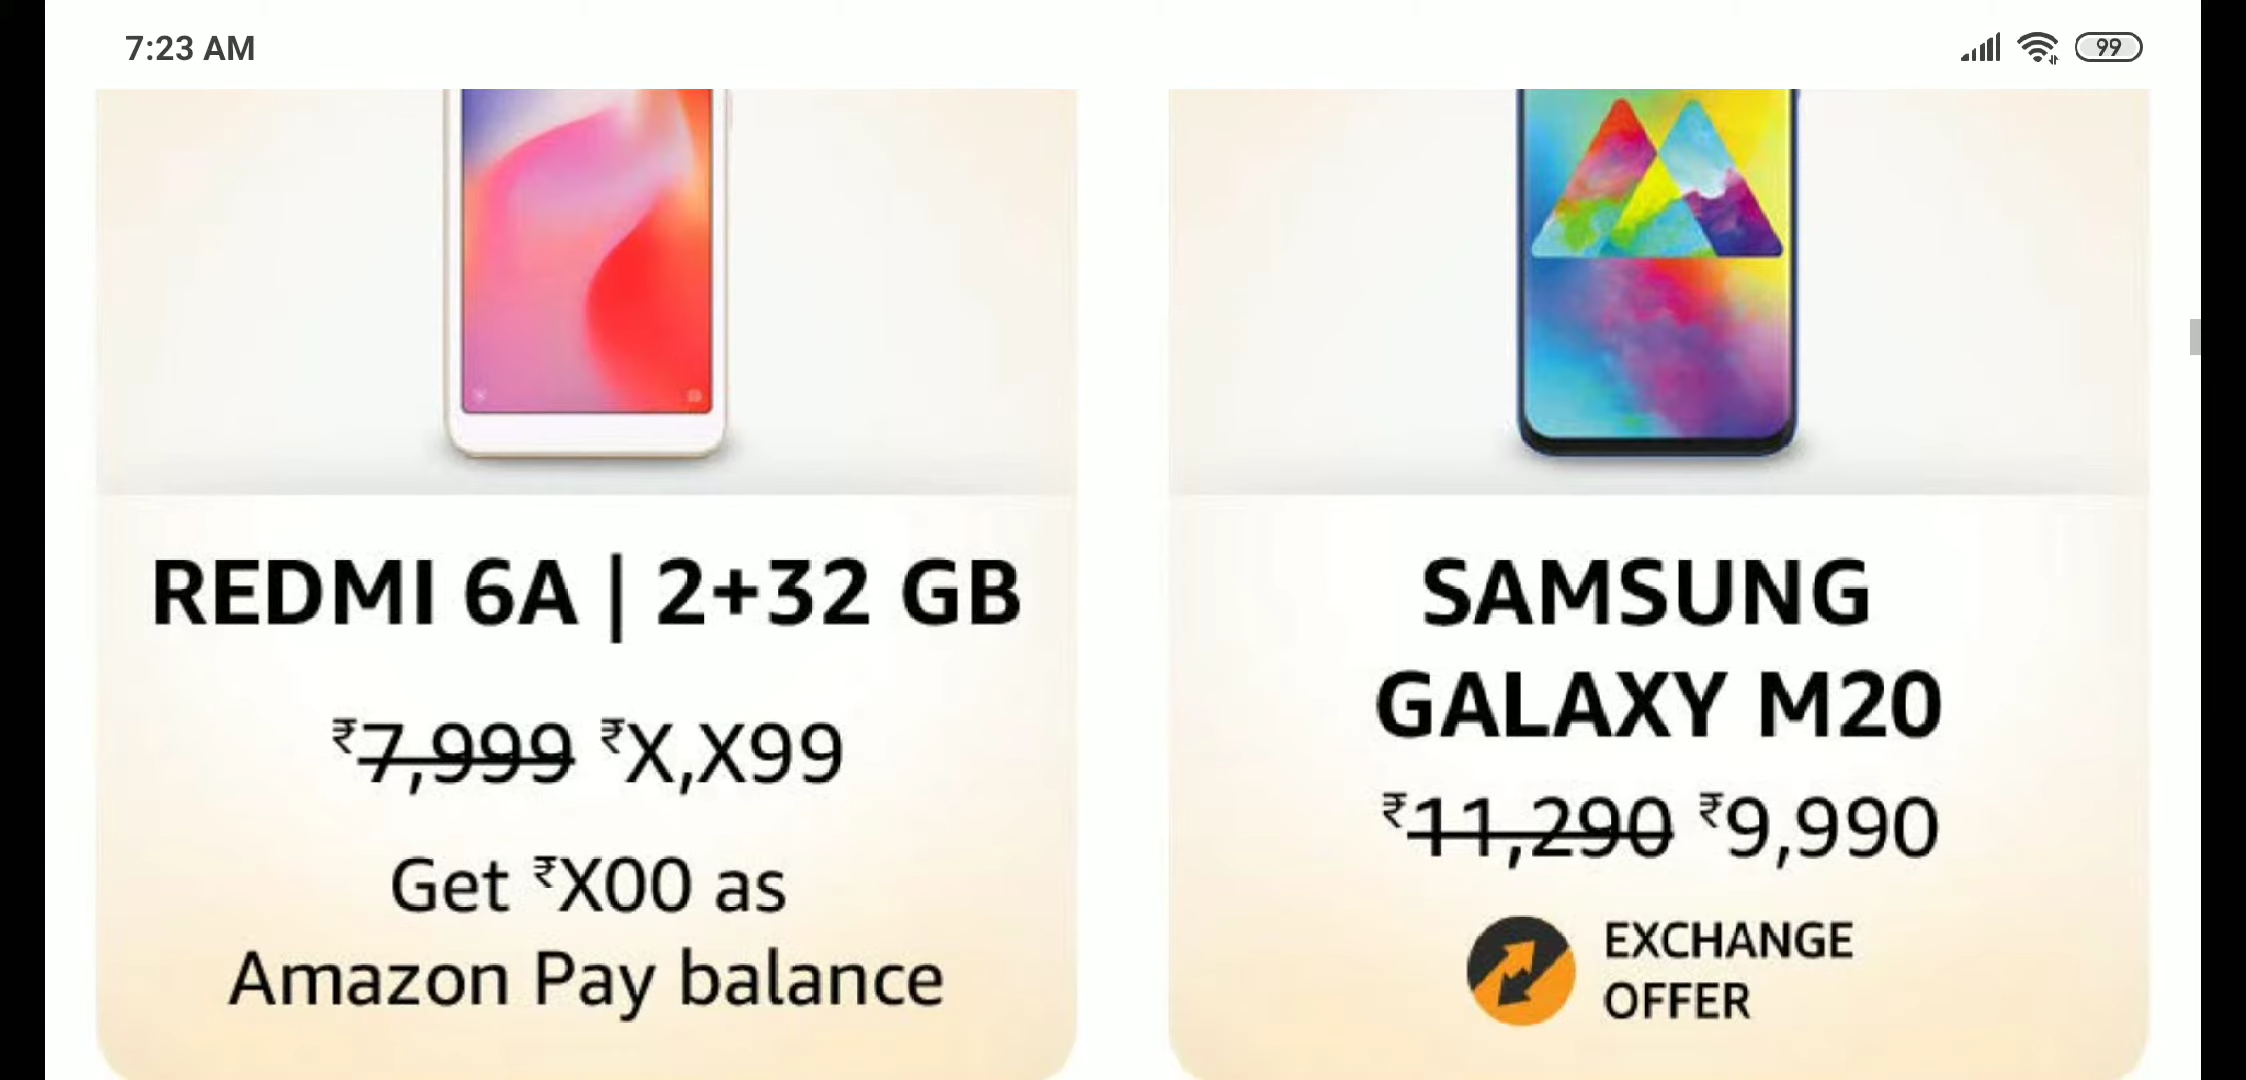 7:23 AM
99
REDMI 6A | 2+32 GB
₹7,999 ₹X,X99
Get ₹X00 as
Amazon Pay balance
SAMSUNG
GALAXY M20
₹11,290 ₹9,990
EXCHANGE
OFFER